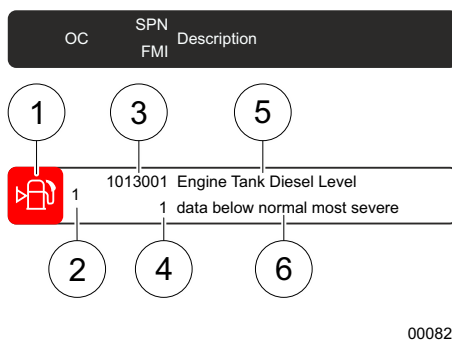 OC SPN Description
FMI
1 3 5
1013001 Engine Tank Diesel Level
1
1 data below normal most severe
2 4 6
00082